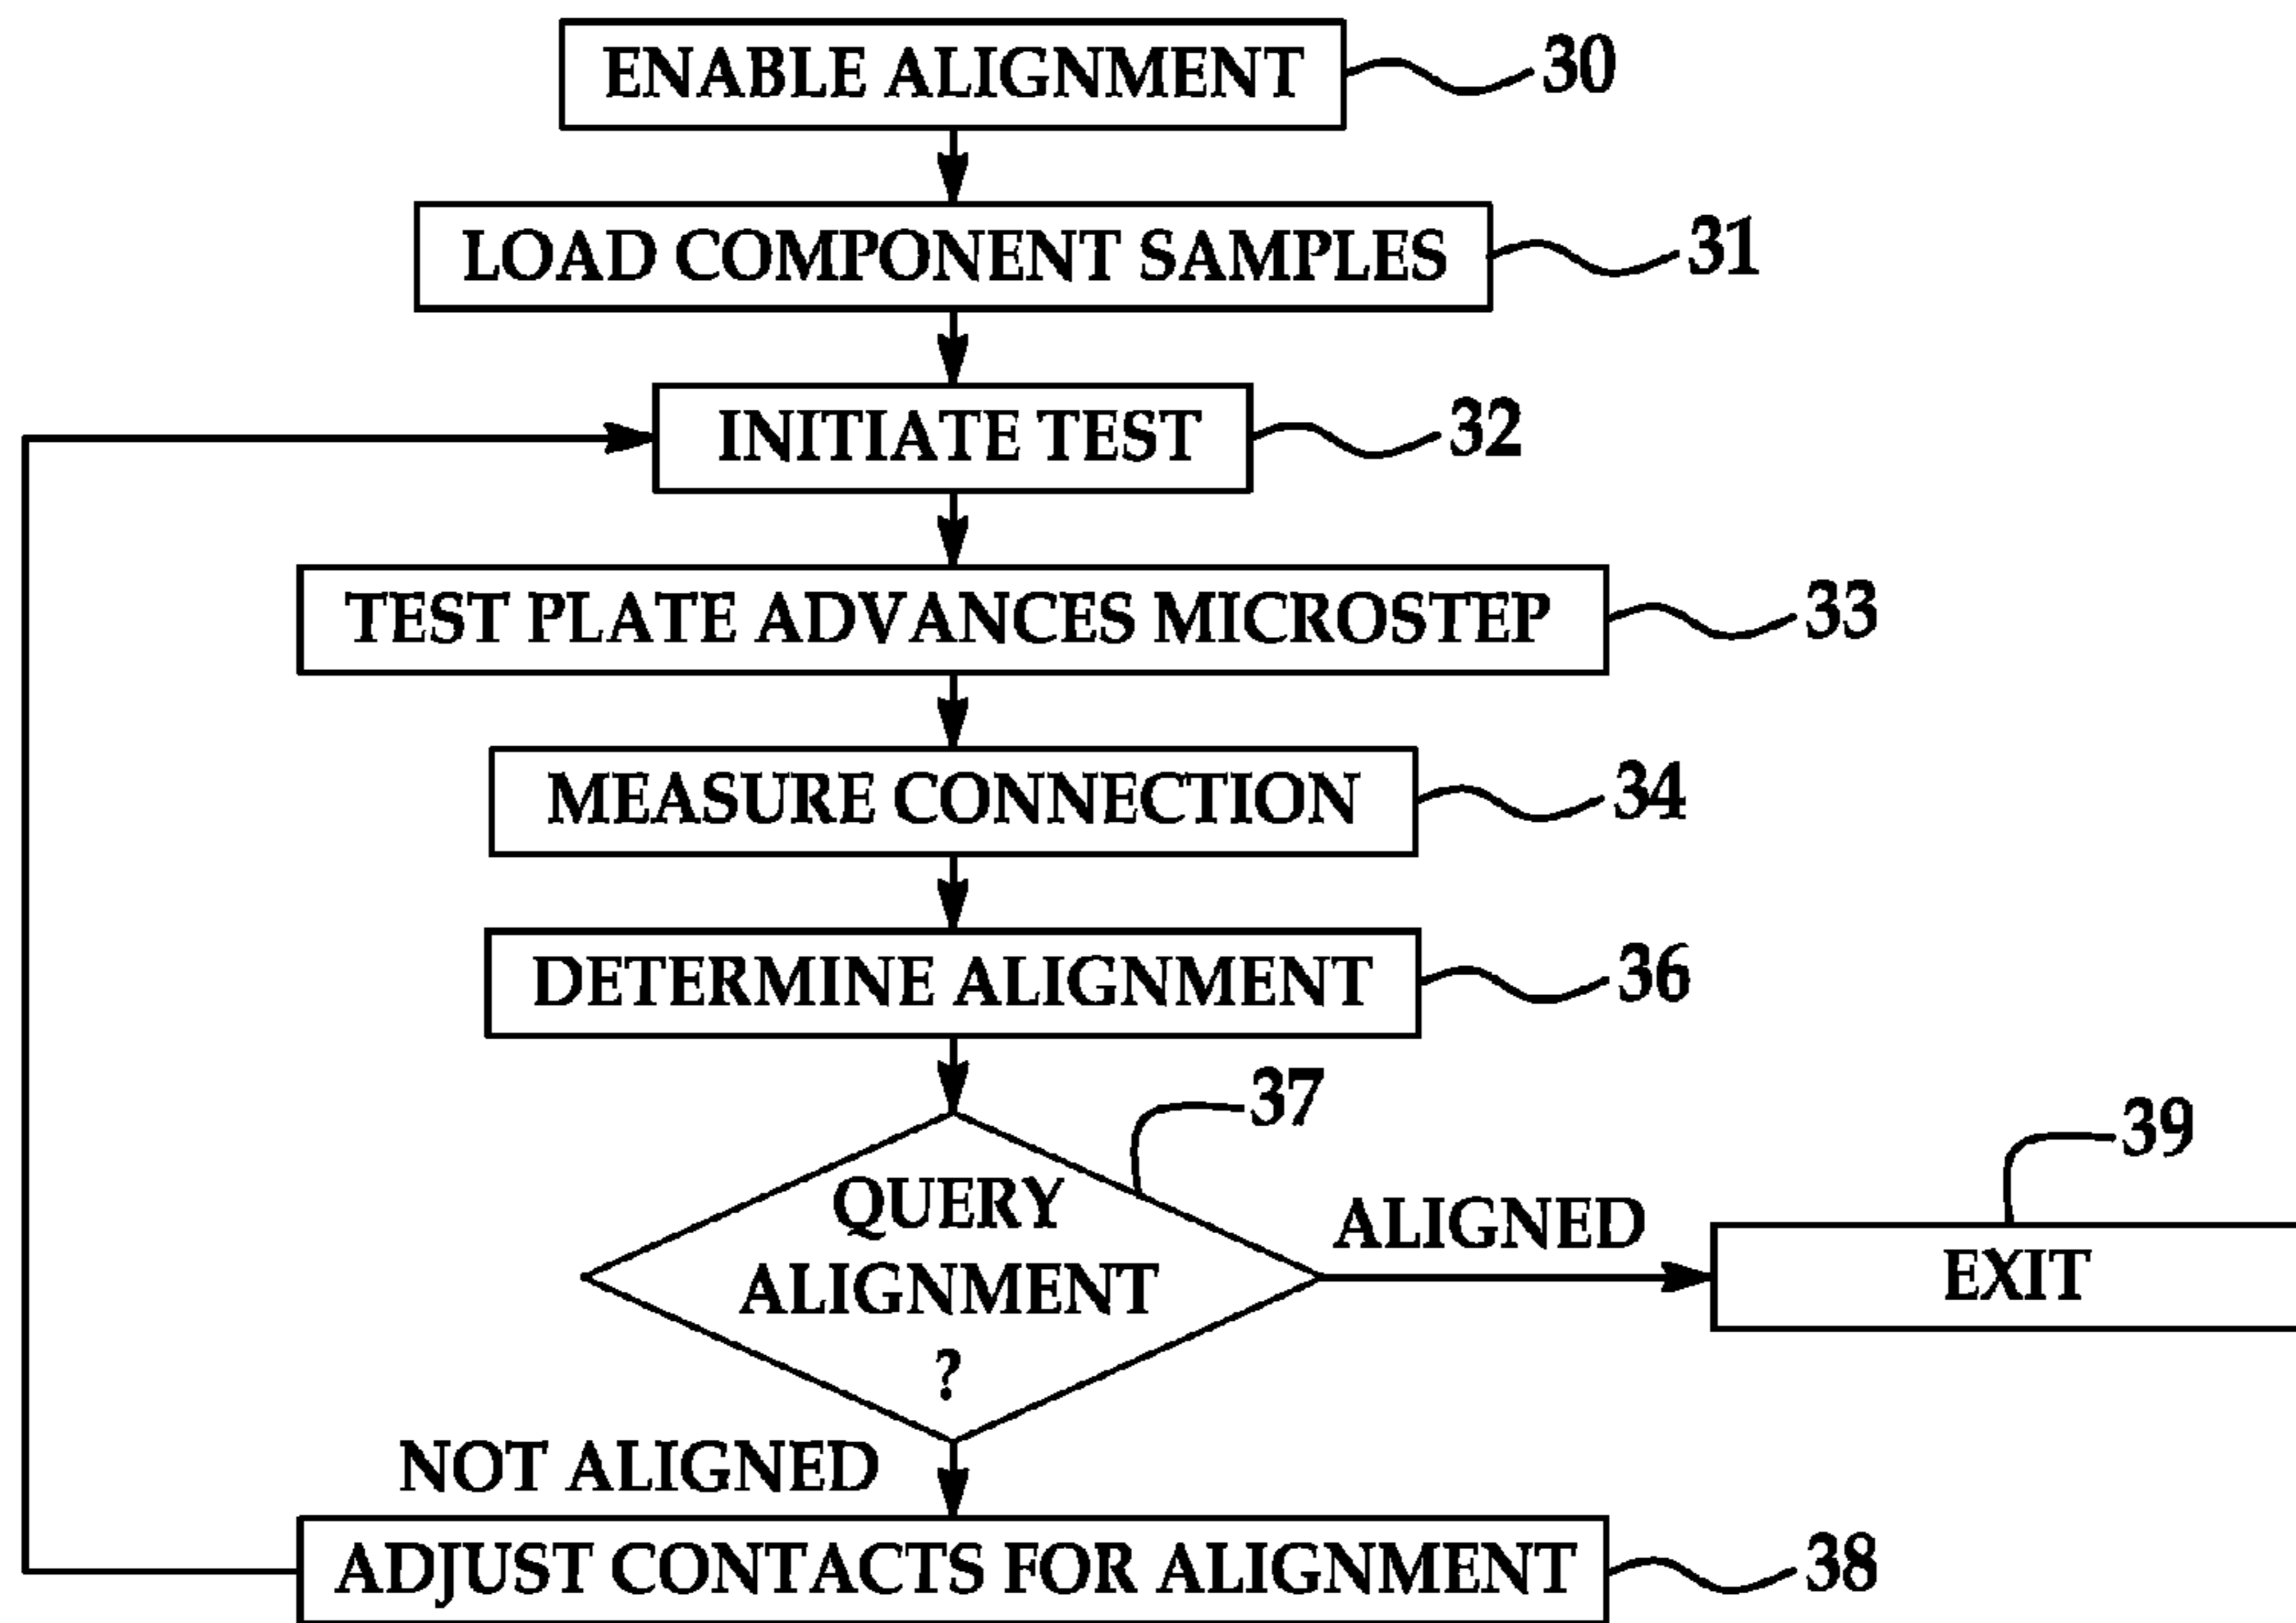 ENABLE ALIGNMENT 30
LOAD COMPONENT SAMPLES 31
INITIATE TEST 32
TEST PLATE ADVANCES MICROSTEP 33
MEASURE CONNECTION 34
DETERMINE ALIGNMENT 36
37
39
QUERY
ALIGNMENT
?
ALIGNED
EXIT
NOT ALIGNED
ADJUST CONTACTS FOR ALIGNMENT 38